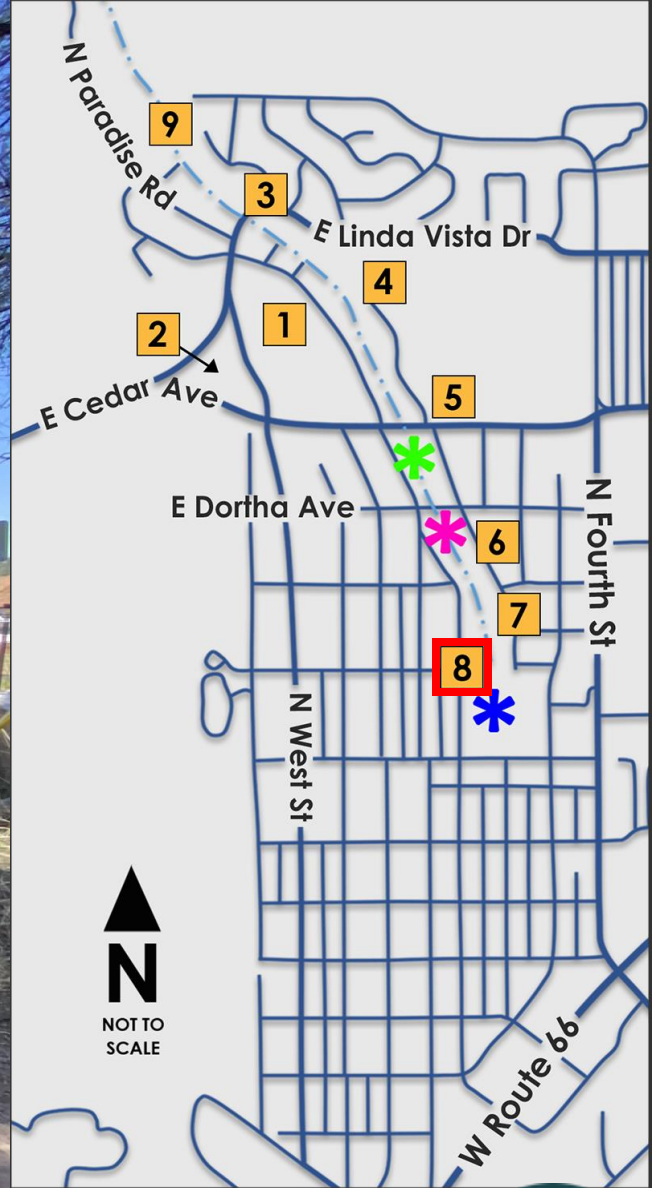 N Paradise Rd
9
3
E Linda Vista Dr
4
1
2
E Cedar Ave
5
E Dortha Ave
N Fourth St
6
7
8
N West St
N
NOT TO
SCALE
W Route 66